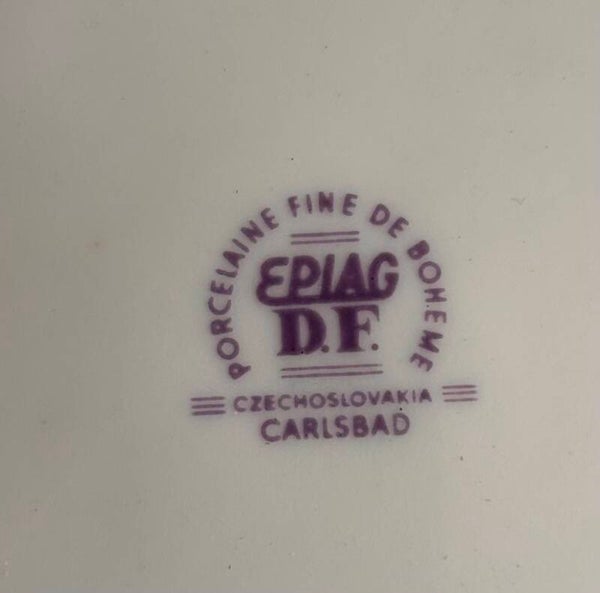 PORCELAINE FINE DE BOHEME
EPIAG
D.F.
CZECHOSLOVAKIA
CARLSBAD